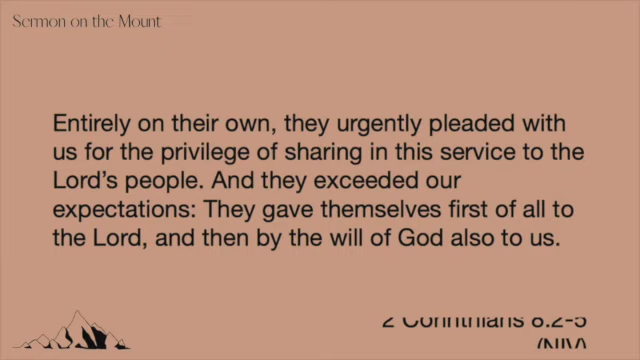 Sermon on the Mount
Entirely on their own, they urgently pleaded with
us for the privilege of sharing in this service to the
Lord's people. And they exceeded our
expectations: They gave themselves first of all to
the Lord, and then by the will of God also to us.
2 Corinthians 8:2-5
(NIV)